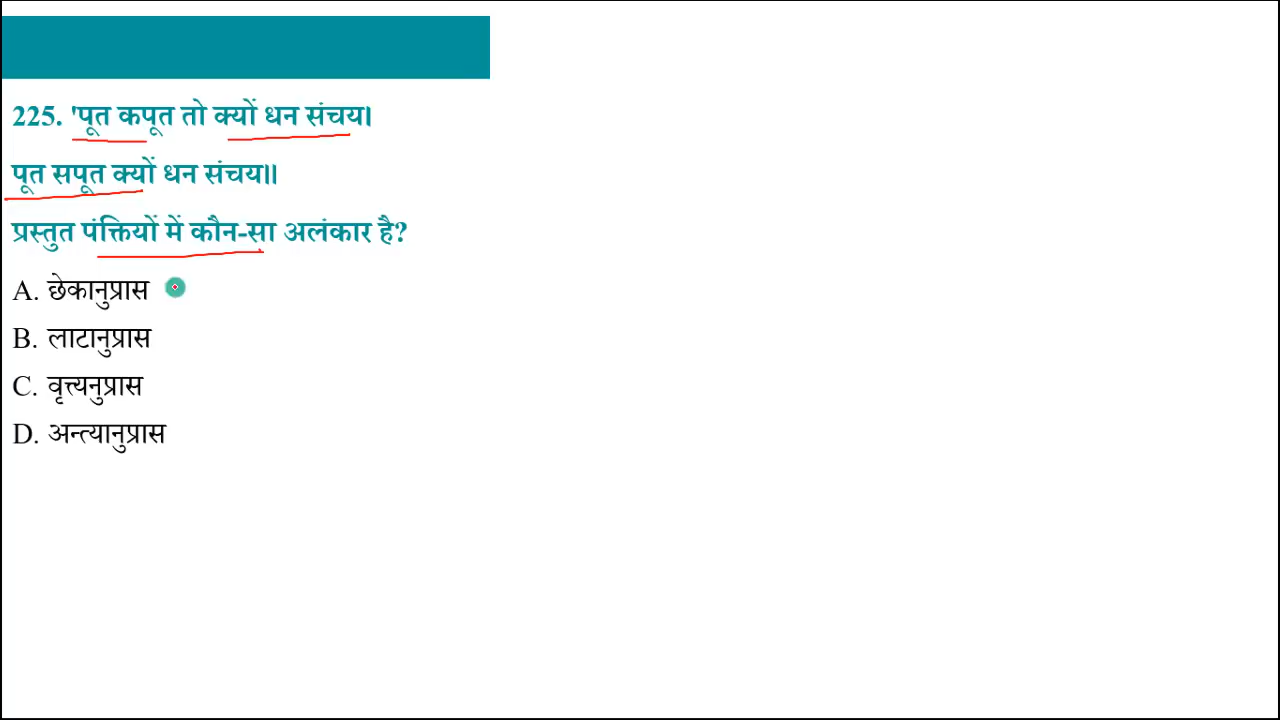 225. 'पूत कपूत तो क्यों धन संचय।
पूत सपूत क्यों धन संचय॥
प्रस्तुत पंक्तियों में कौन-सा अलंकार है?
A. छेकानुप्रास
B. लाटानुप्रास
C. वृत्त्यनुप्रास
D. अन्त्यानुप्रास